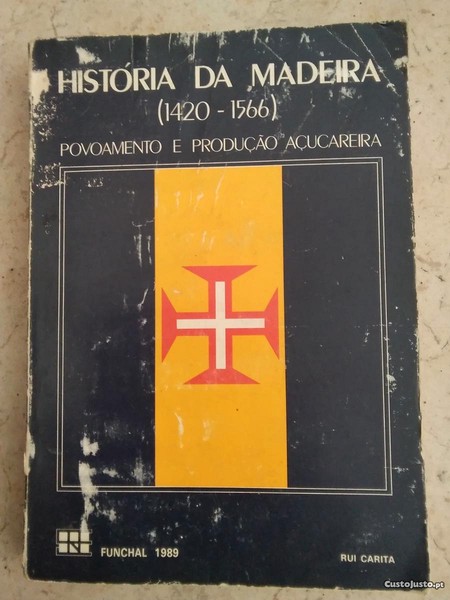 HISTÓRIA DA MADEIRA
(1420 - 1566)
POVOAMENTO E PRODUÇÃO AÇUCAREIRA
FUNCHAL 1989
RUI CARITA
CustoJusto.pt